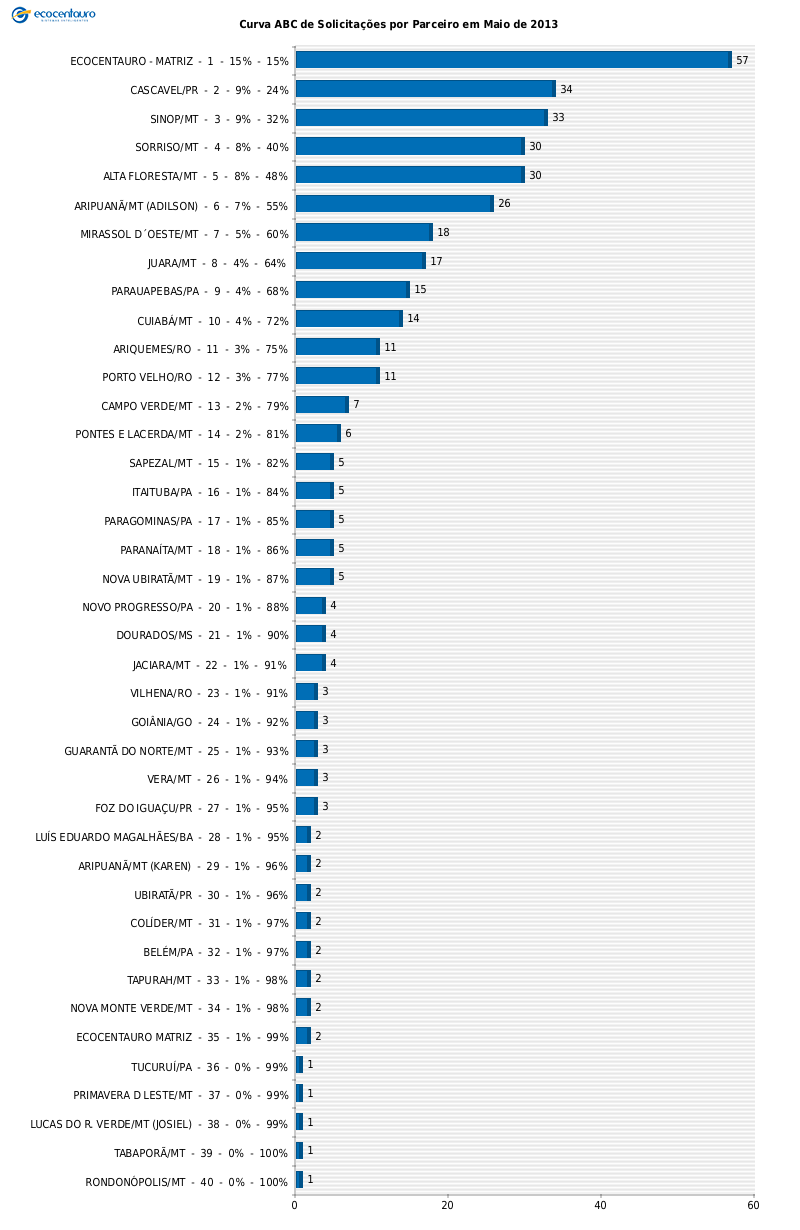 ecocentauro
Curva ABC de Solicitações por Parceiro em Maio de 2013
ECOCENTAURO - MATRIZ - 1 - 15% - 15% 57
CASCAVEL/PR - 2 - 9% - 24% 34
SINOP/MT - 3 - 9% - 32% 33
SORRISO/MT - 4 - 8% - 40% 30
ALTA FLORESTA/MT - 5 - 8% - 48% 30
ARIPUANÃ/MT (ADILSON) - 6 - 7% - 55% 26
MIRASSOL D´OESTE/MT - 7 - 5% - 60% 18
JUARA/MT - 8 - 4% - 64% 17
PARAUAPEBAS/PA - 9 - 4% - 68% 15
CUIABÁ/MT - 10 - 4% - 72% 14
ARIQUEMES/RO - 11 - 3% - 75% 11
PORTO VELHO/RO - 12 - 3% - 77% 11
CAMPO VERDE/MT - 13 - 2% - 79% 7
PONTES E LACERDA/MT - 14 - 2% - 81% 6
SAPEZAL/MT - 15 - 1% - 82% 5
ITAITUBA/PA - 16 - 1% - 84% 5
PARAGOMINAS/PA - 17 - 1% - 85% 5
PARANAÍTA/MT - 18 - 1% - 86% 5
NOVA UBIRATÃ/MT - 19 - 1% - 87% 5
NOVO PROGRESSO/PA - 20 - 1% - 88% 4
DOURADOS/MS - 21 - 1% - 90% 4
JACIARA/MT - 22 - 1% - 91% 4
VILHENA/RO - 23 - 1% - 91% 3
GOIÂNIA/GO - 24 - 1% - 92% 3
GUARANTÃ DO NORTE/MT - 25 - 1% - 93% 3
VERA/MT - 26 - 1% - 94% 3
FOZ DO IGUAÇU/PR - 27 - 1% - 95% 3
LUÍS EDUARDO MAGALHÃES/BA - 28 - 1% - 95% 2
ARIPUANÃ/MT (KAREN) - 29 - 1% - 96% 2
UBIRATÃ/PR - 30 - 1% - 96% 2
COLÍDER/MT - 31 - 1% - 97% 2
BELÉM/PA - 32 - 1% - 97% 2
TAPURAH/MT - 33 - 1% - 98% 2
NOVA MONTE VERDE/MT - 34 - 1% - 98% 2
ECOCENTAURO MATRIZ - 35 - 1% - 99% 2
TUCURUÍ/PA - 36 - 0% - 99% 1
PRIMAVERA D LESTE/MT - 37 - 0% - 99% 1
LUCAS DO R. VERDE/MT (JOSIEL) - 38 - 0% - 99% 1
TABAPORÃ/MT - 39 - 0% - 100% 1
RONDONÓPOLIS/MT - 40 - 0% - 100% 1
0 20 40 60